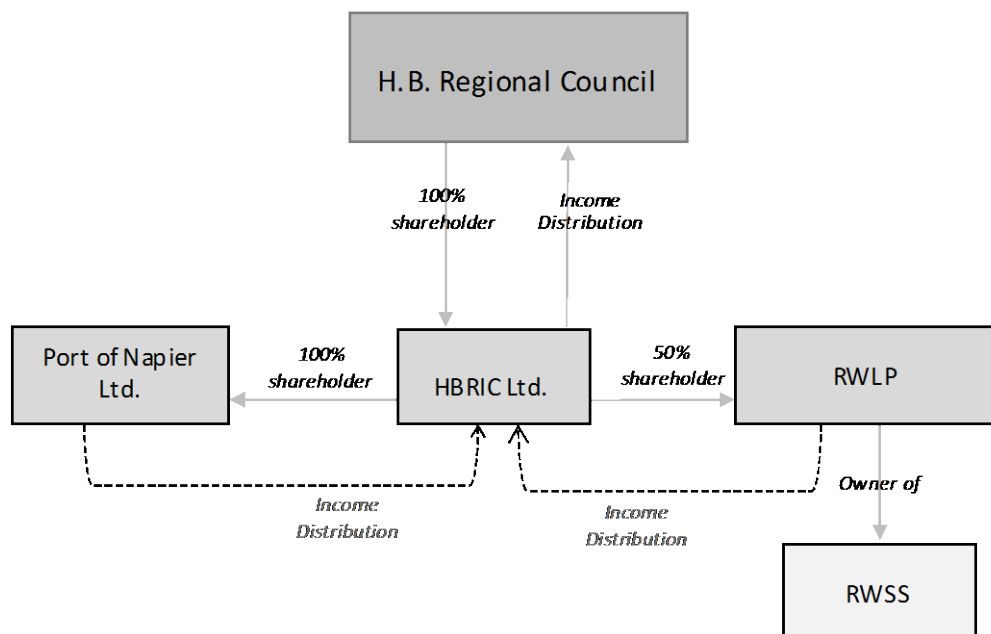 H.B. Regional Council
100%
shareholder
Income
Distribution
Port of Napier
Ltd.
100%
shareholder
HBRIC Ltd.
50%
shareholder
RWLP
Income
Distribution
Income
Distribution
Owner of
RWSS